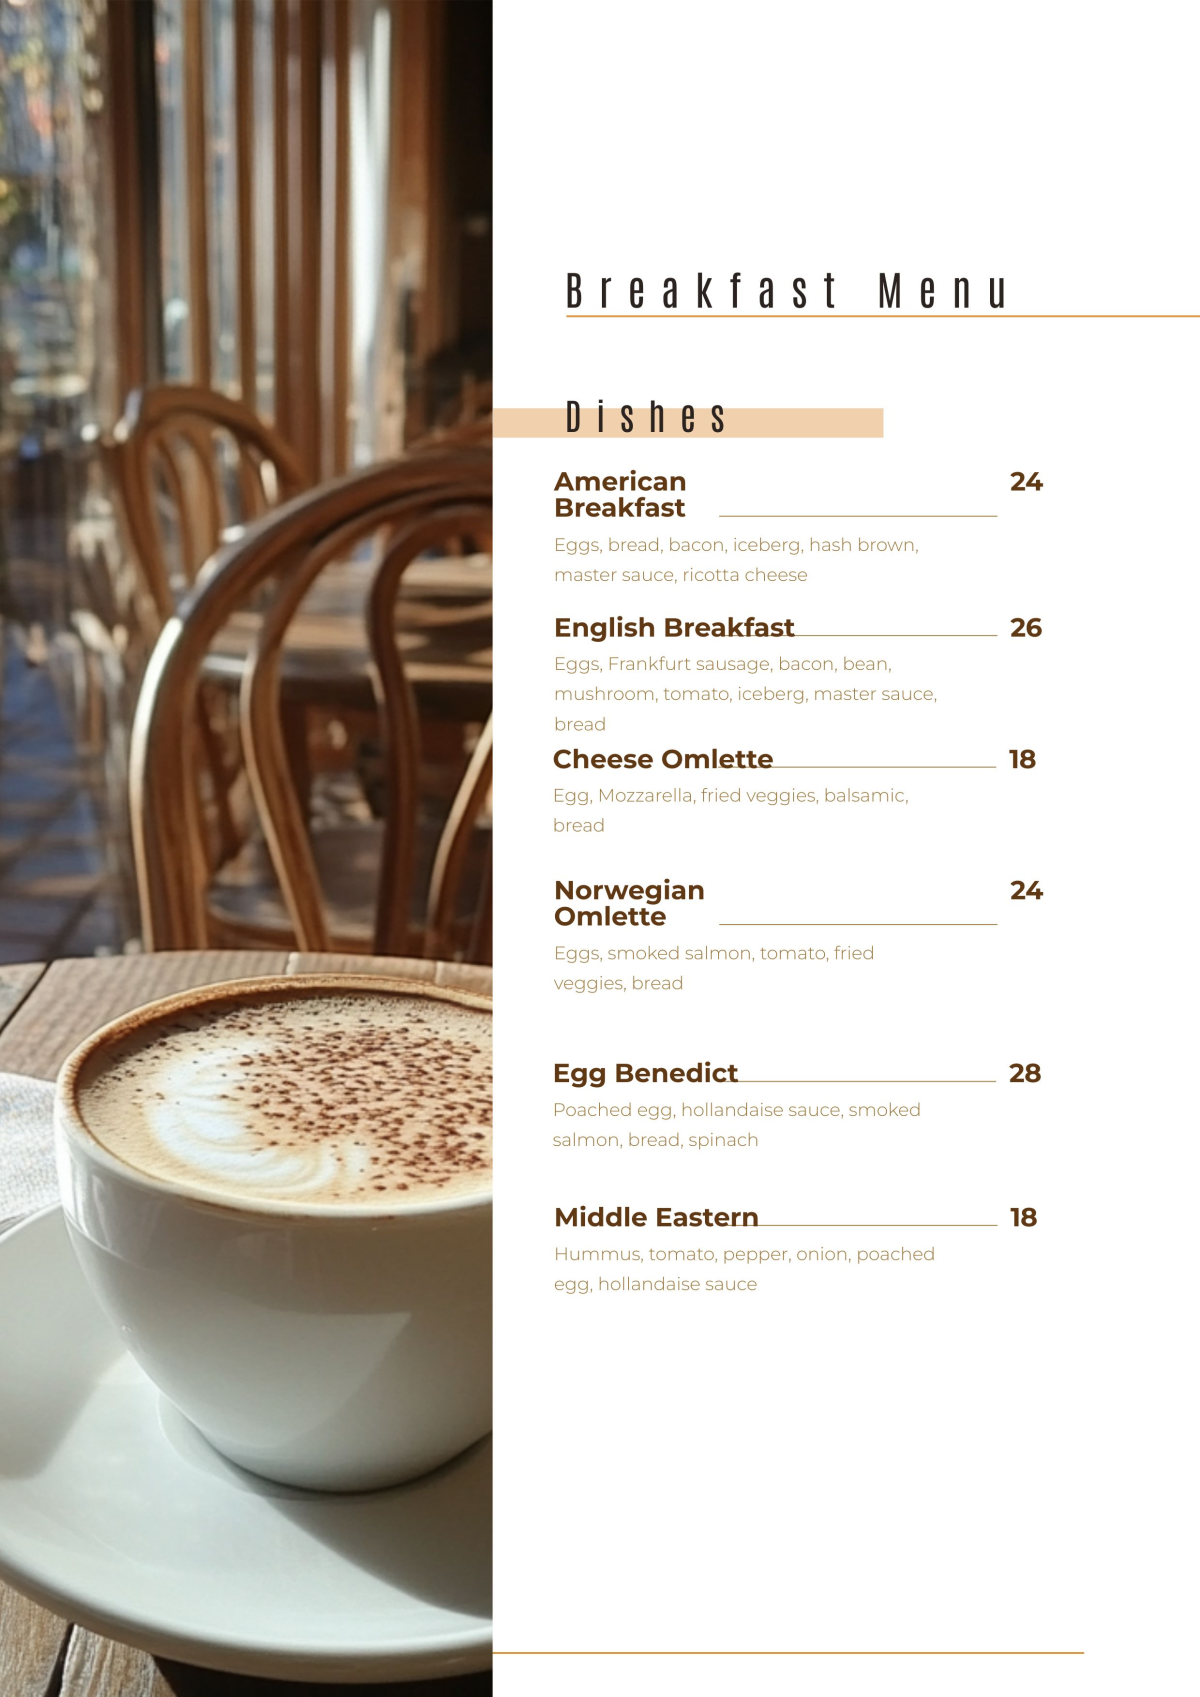 Breakfast Menu
Dishes
American 24
Breakfast
Eggs, bread, bacon, iceberg, hash brown,
master sauce, ricotta cheese
English Breakfast 26
Eggs, Frankfurt sausage, bacon, bean,
mushroom, tomato, iceberg, master sauce,
bread
Cheese Omlette 18
Egg, Mozzarella, fried veggies, balsamic,
bread
Norwegian 24
Omlette
Eggs, smoked salmon, tomato, fried
veggies, bread
Egg Benedict 28
Poached egg, hollandaise sauce, smoked
salmon, bread, spinach
Middle Eastern 18
Hummus, tomato, pepper, onion, poached
egg, hollandaise sauce